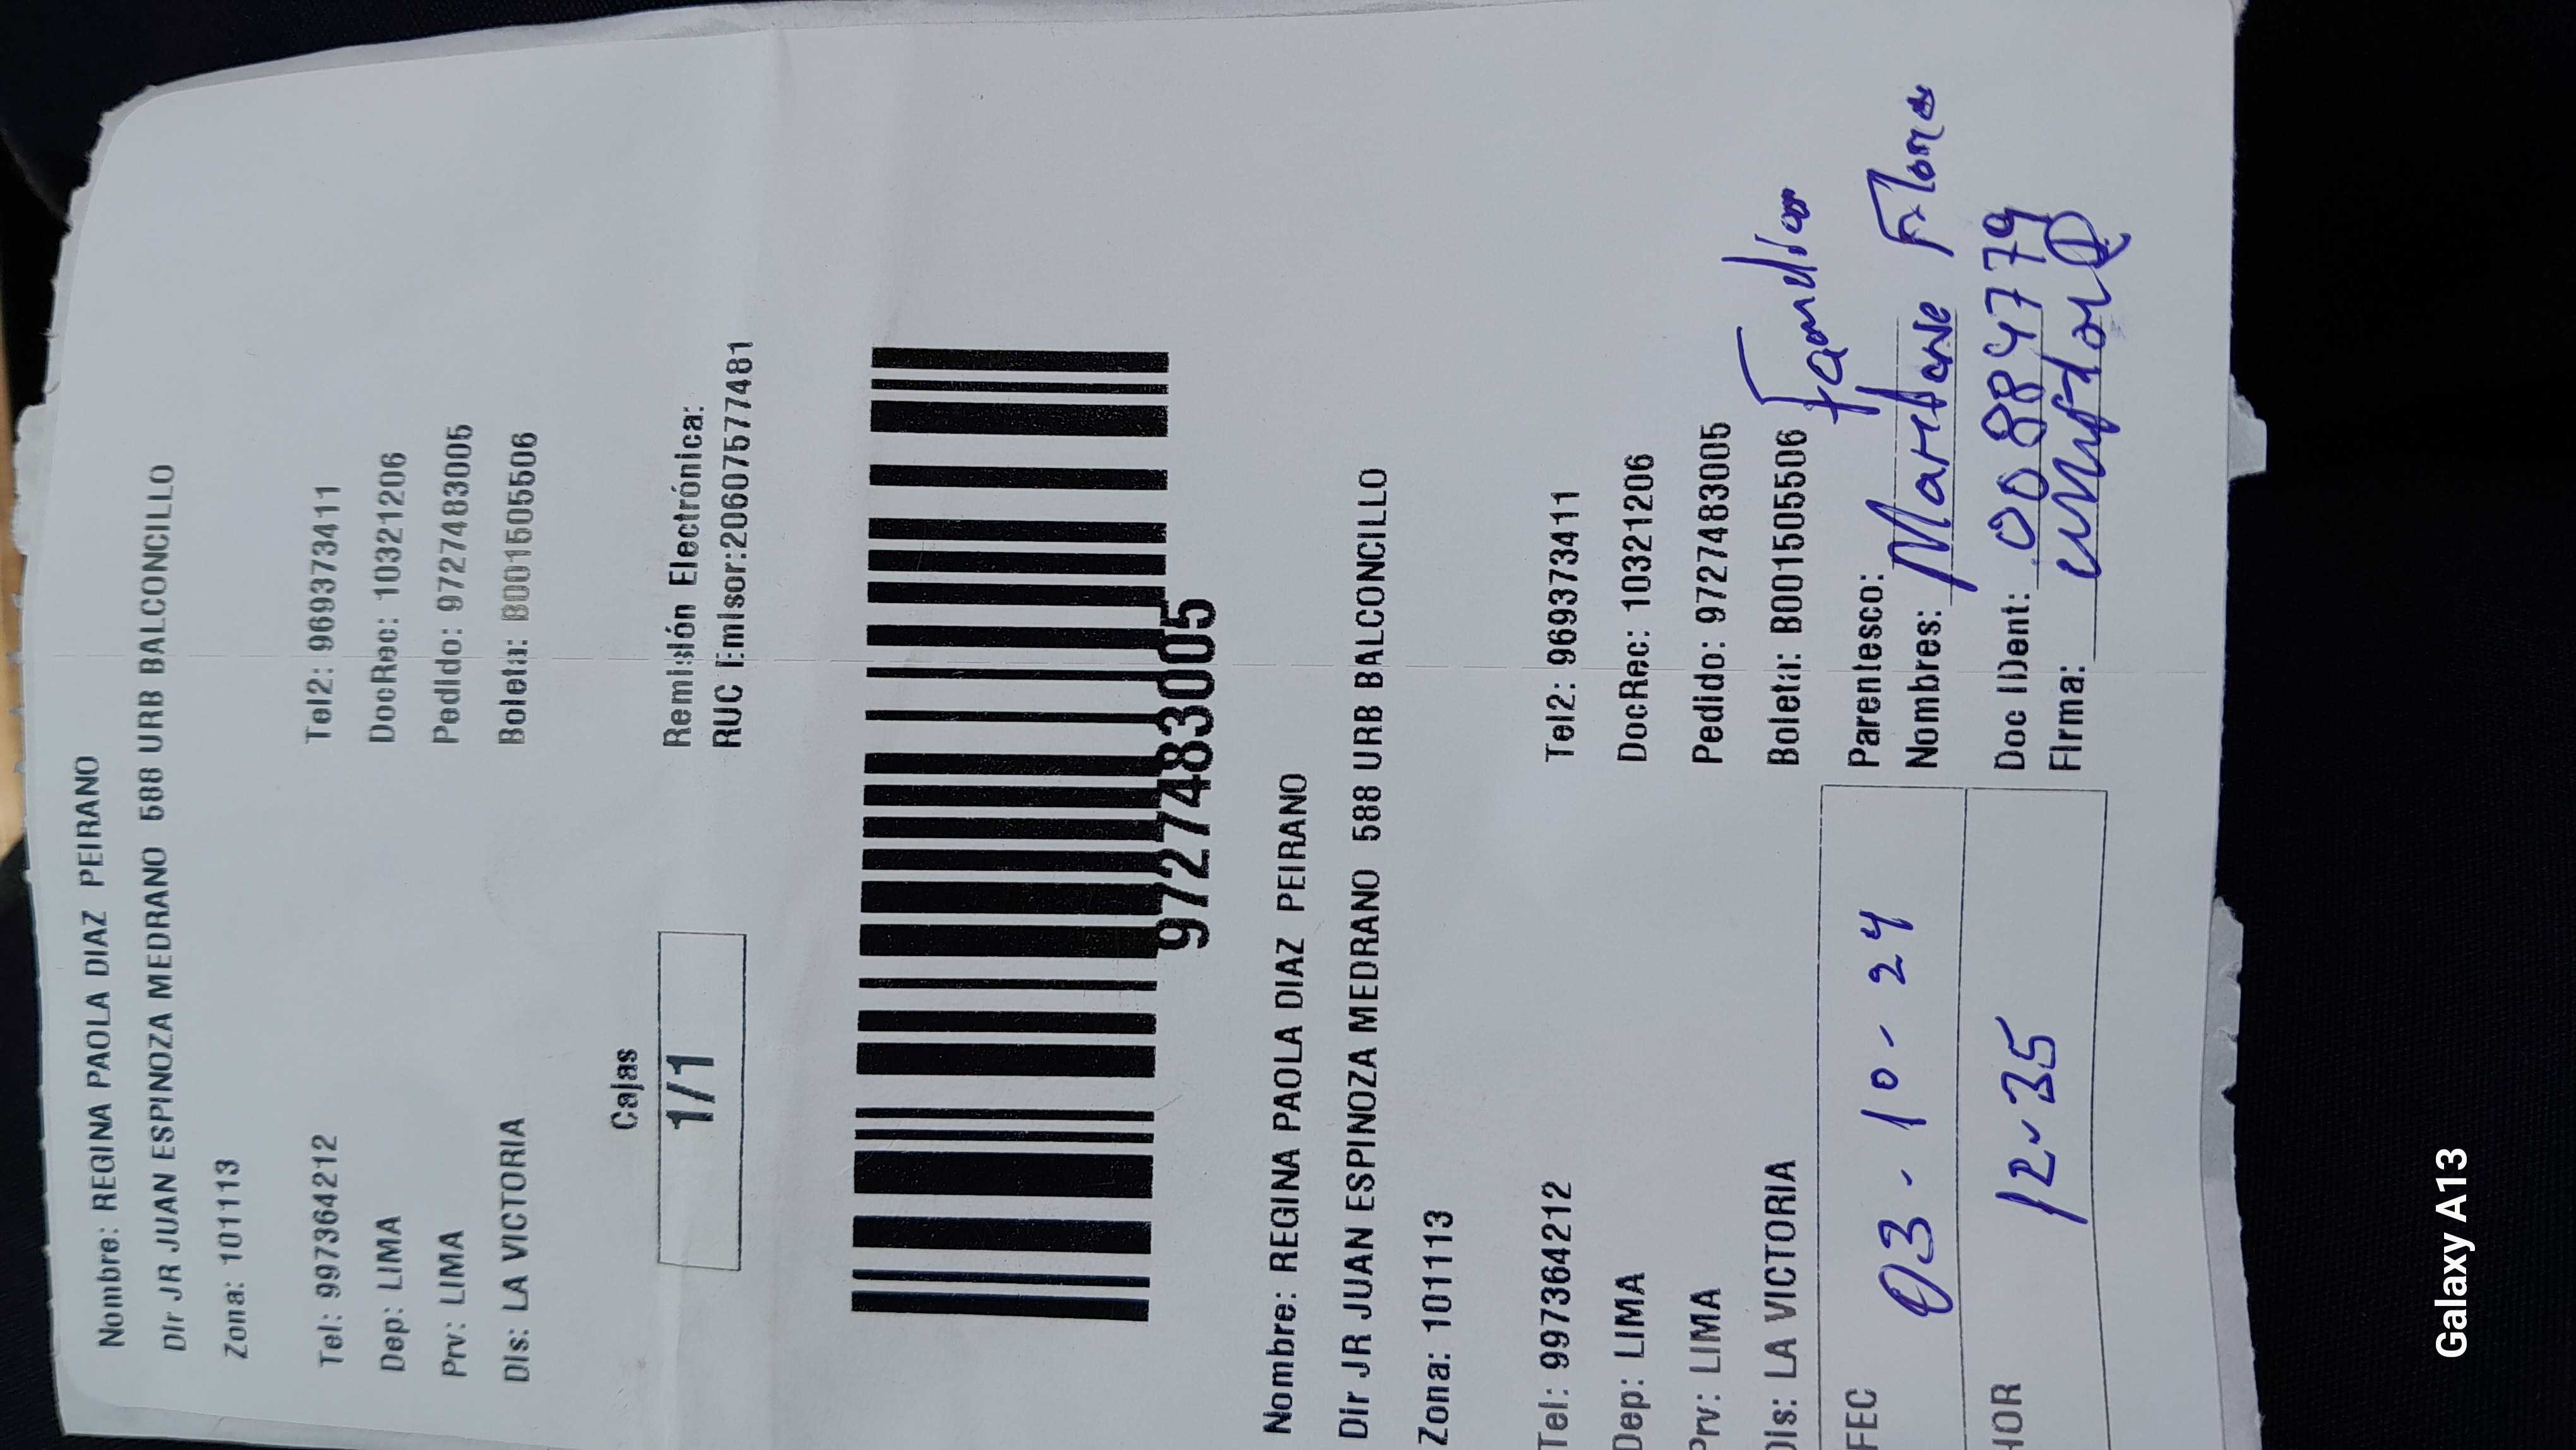 Nombre: REGINA PAOLA DIAZ PEIRANO
Dir JR JUAN ESPINOZA MEDRANO 588 URB BALCONCILLO
Zona: 101113
Tel: 997364212 Tel2: 969373411
Dep: LIMA DocRec: 10321206
Prv: LIMA Pedido: 9727483005
Dis: LA VICTORIA Boleta: B001505506
Cajas
1/1
Remisión Electrónica:
RUC Emisor:20607577481
9727483005
Nombre: REGINA PAOLA DIAZ PEIRANO
Dir JR JUAN ESPINOZA MEDRANO 588 URB BALCONCILLO
Zona: 101113
Tel: 997364212 Tel2: 969373411
Dep: LIMA DocRec: 10321206
Prv: LIMA Pedido: 9727483005
Dis: LA VICTORIA Boleta: B001505506
FEC 03-10-24
HOR 12-35
Parentesco: Familiar
Nombres: Flores
Doc IDent: 08847779
Firma:
Galaxy A13